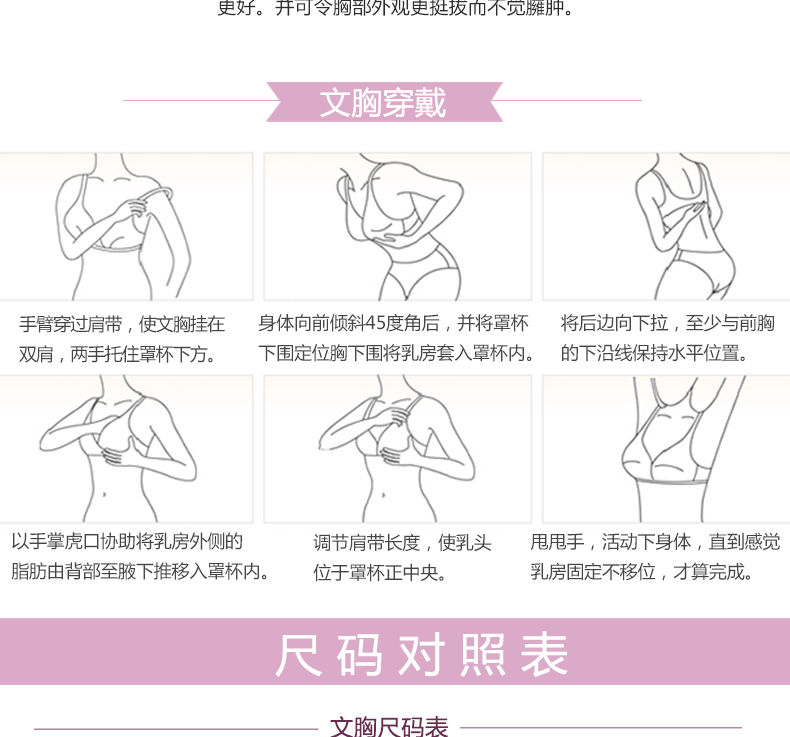 更好。并可令胸部外观更挺拔而不觉臃肿。
文胸穿戴
手臂穿过肩带，使文胸挂在
双肩，两手托住罩杯下方。
身体向前倾斜45度角后，并将罩杯
下围定位胸下围将乳房套入罩杯内。
将后边向下拉，至少与前胸
的下沿线保持水平位置。
以手掌虎口协助将乳房外侧的
脂肪由背部至腋下推移入罩杯内。
调节肩带长度，使乳头
位于罩杯正中央。
甩甩手，活动下身体，直到感觉
乳房固定不移位，才算完成。
尺码对照表
文胸尺码表